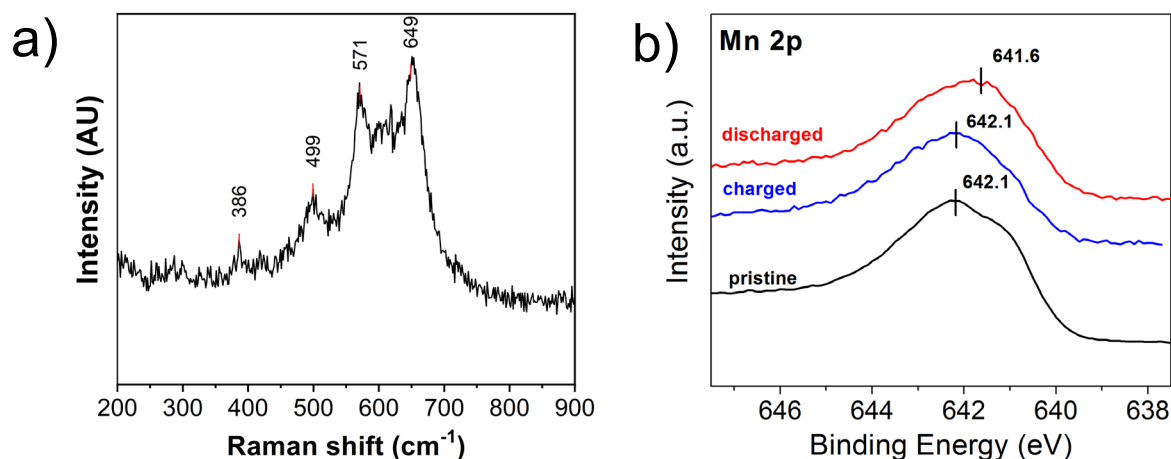 a)
Intensity (AU)
386
499
571
649
200 300 400 500 600 700 800 900
Raman shift (cm⁻¹)
b)
Mn 2p
Intensity (a.u.)
641.6
discharged
642.1
charged
642.1
pristine
646 644 642 640 638
Binding Energy (eV)